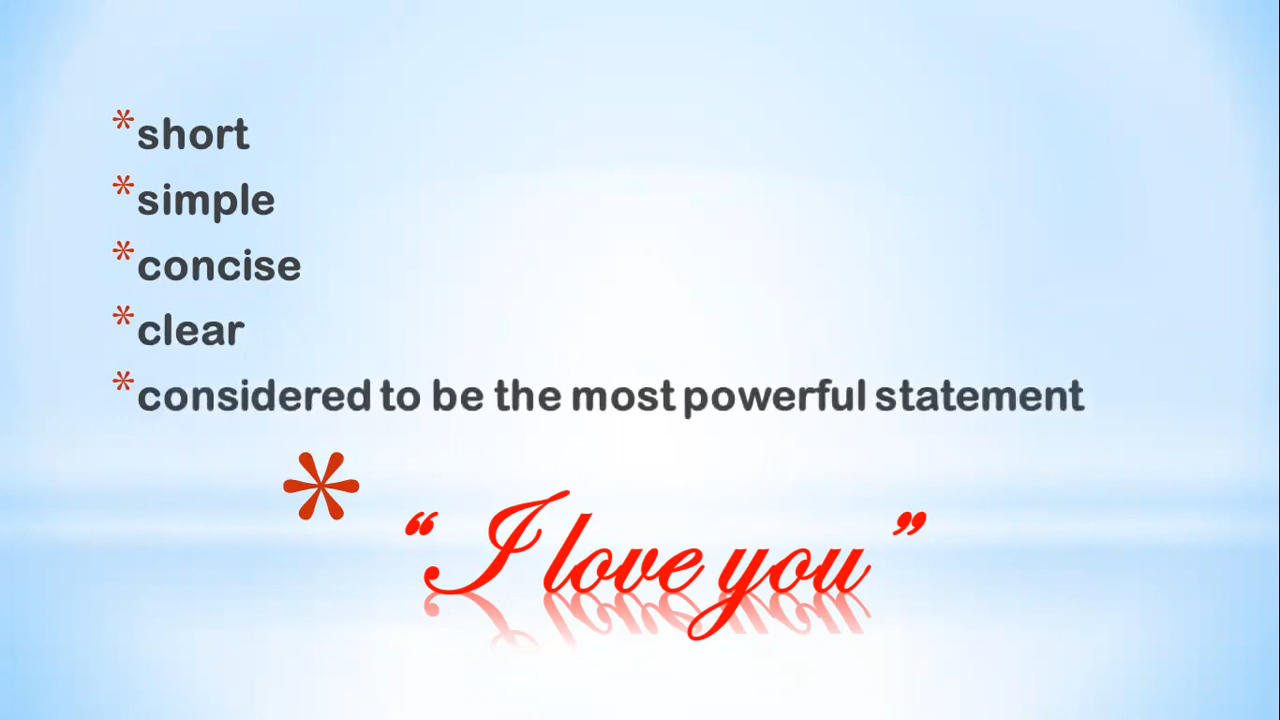 * short
* simple
* concise
* clear
* considered to be the most powerful statement
* “ I love you ”